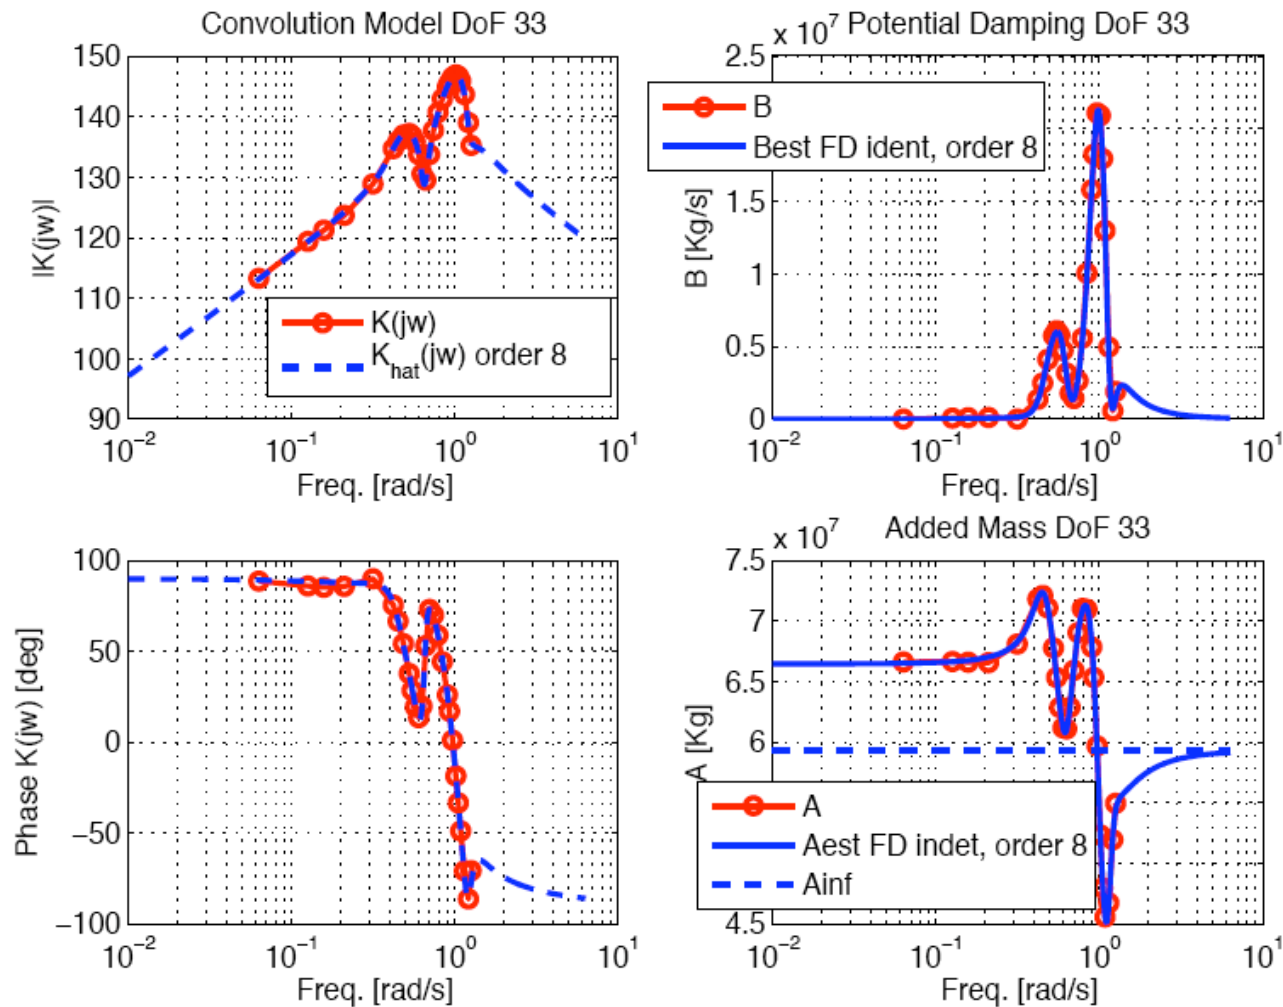 Convolution Model DoF 33
150
140
130
120
110
100
90
|K(jw)|
K(jw)
K_hat(jw) order 8
10^-2 10^-1 10^0 10^1
Freq. [rad/s]
Potential Damping DoF 33
x 10^7
2.5
1.5
1
0.5
0
B [Kg/s]
B
Best FD ident, order 8
10^-2 10^-1 10^0 10^1
Freq. [rad/s]
100
50
0
−50
−100
Phase K(jw) [deg]
10^-2 10^-1 10^0 10^1
Freq. [rad/s]
Added Mass DoF 33
x 10^7
7.5
7
6.5
6
4.5
A [Kg]
A
Aest FD indet, order 8
Ainf
10^-2 10^-1 10^0 10^1
Freq. [rad/s]